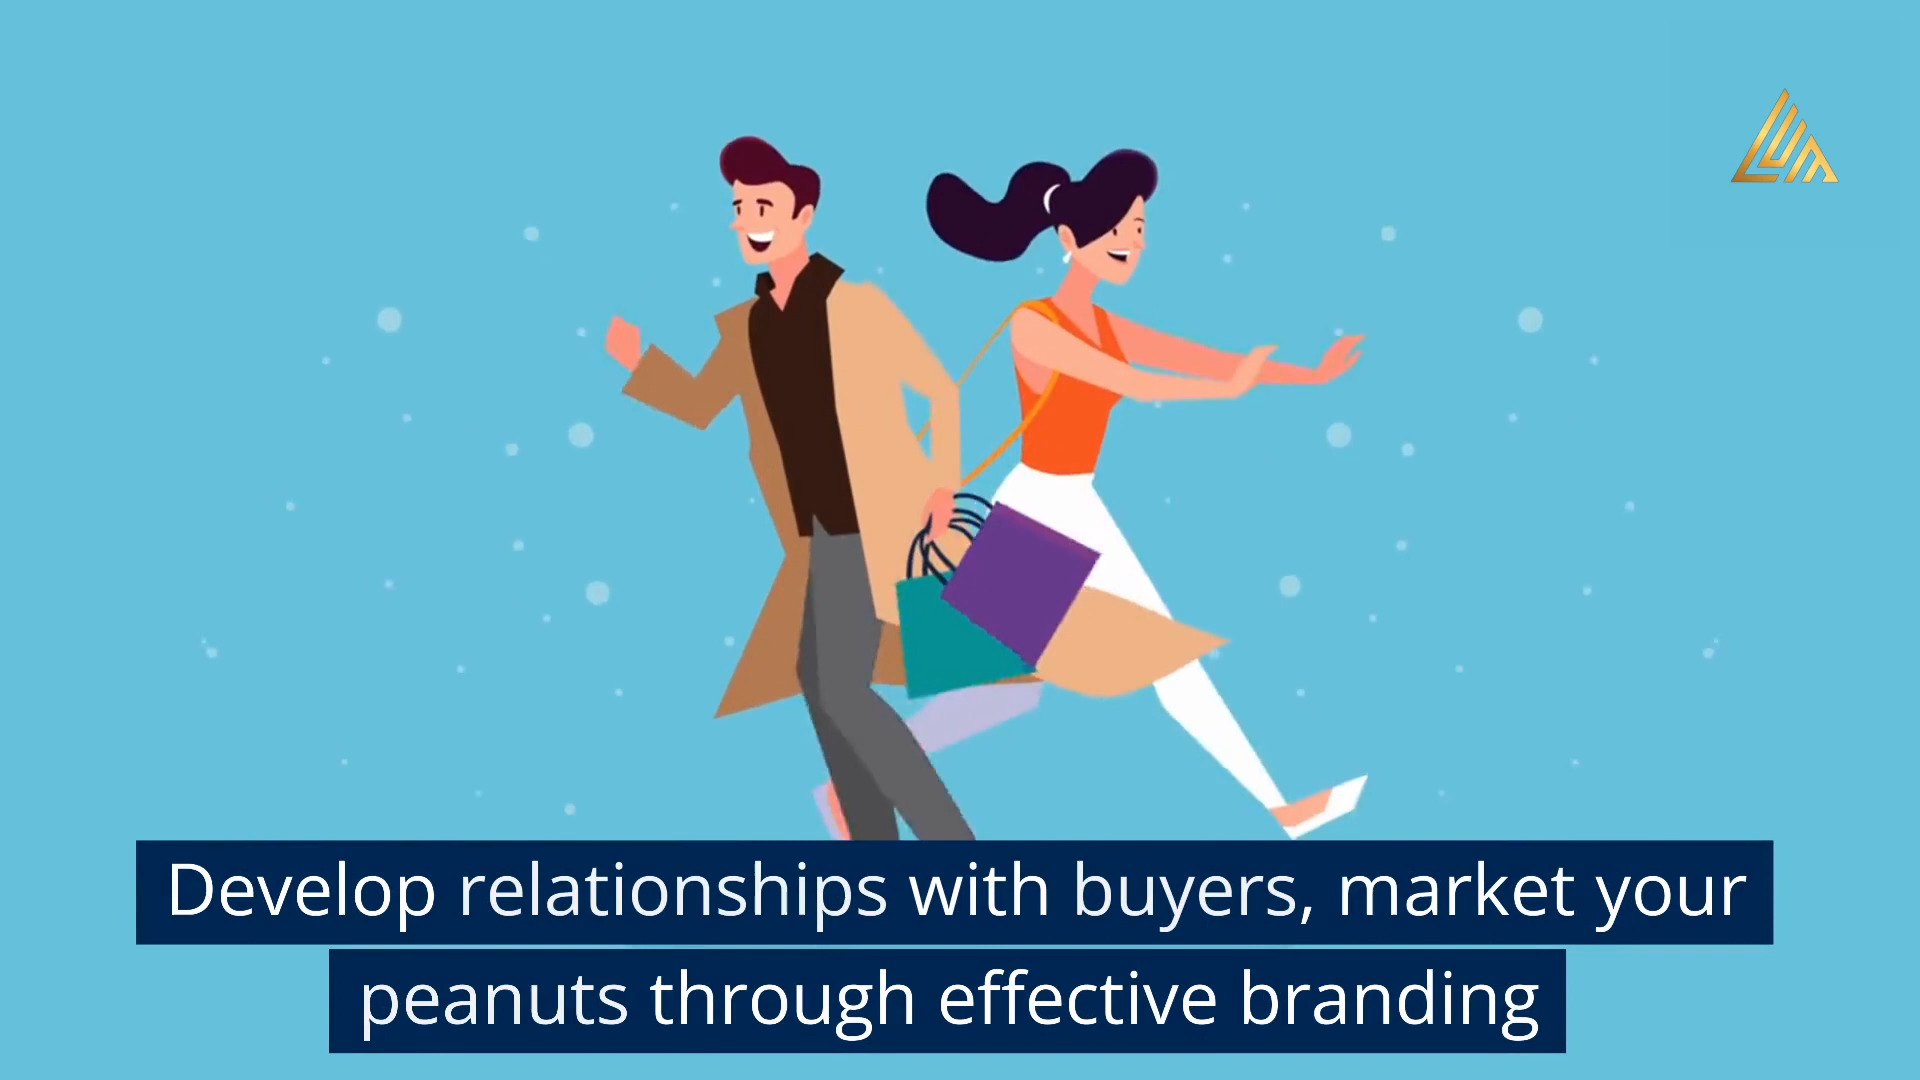 Develop relationships with buyers, market your
peanuts through effective branding